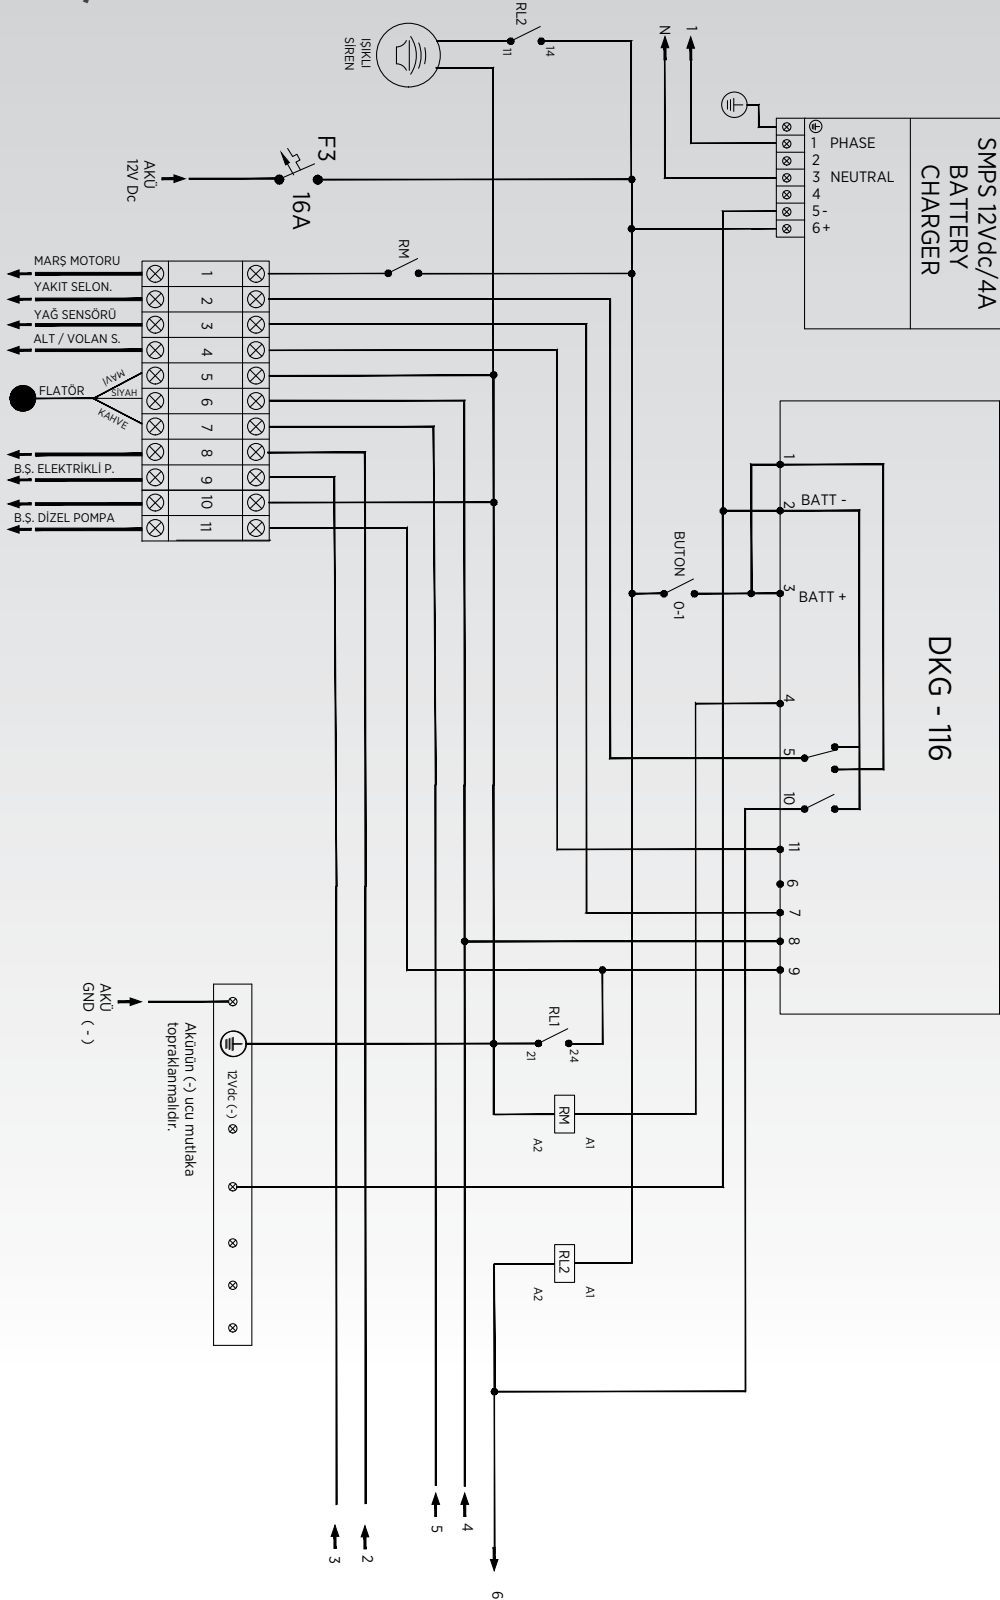 RL2
11
14
IŞIKLI
SİREN
N
1
SMPS 12Vdc/4A
BATTERY
CHARGER
1 PHASE
2
3 NEUTRAL
4
5 -
6 +
F3
16A
AKÜ
12V Dc
RM
MARŞ MOTORU
YAKIT SELON.
YAĞ SENSÖRÜ
ALT / VOLAN S.
FLATÖR
MAVİ
SİYAH
KAHVE
B.Ş. ELEKTRİKLİ P.
B.Ş. DİZEL POMPA
1
2
3
4
5
6
7
8
9
10
11
DKG - 116
1
2
BATT -
3
BATT +
4
5
10
11
6
7
8
9
BUTON
0-1
RL1
21
24
RM
A1
A2
RL2
A1
A2
AKÜ
GND ( - )
12Vdc (-)
Akünün (-) ucu mutlaka
topraklanmalıdır.
3
2
5
4
6